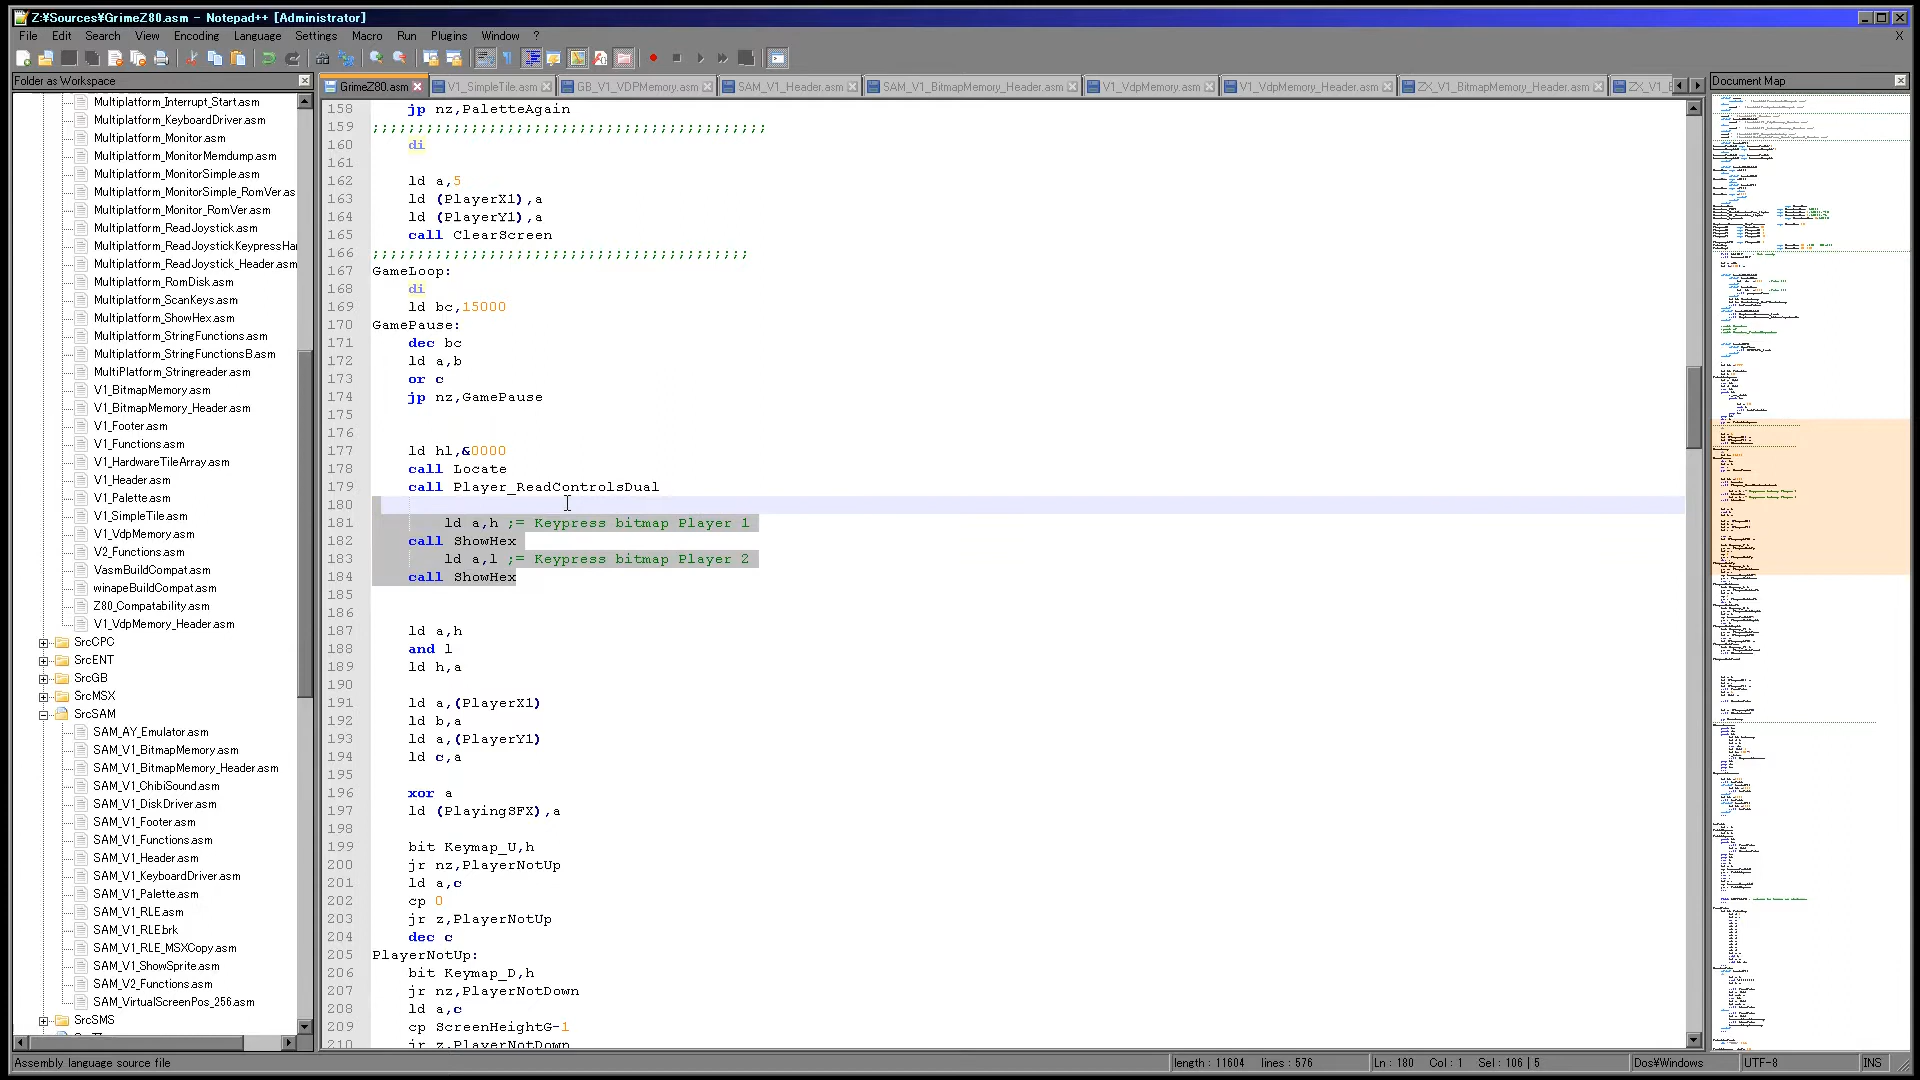 Z:¥Sources¥GrimeZ80.asm - Notepad++ [Administrator]
File Edit Search View Encoding Language Settings Macro Run Plugins Window ? X
Folder as Workspace
GrimeZ80.asm V1_SimpleTile.asm GB_V1_VDPMemory.asm SAM_V1_Header.asm SAM_V1_BitmapMemory_Header.asm V1_VdpMemory.asm V1_VdpMemory_Header.asm ZX_V1_BitmapMemory_Header.asm
Document Map
Multiplatform_Interrupt_Start.asm
Multiplatform_KeyboardDriver.asm
Multiplatform_Monitor.asm
Multiplatform_MonitorMemdump.asm
Multiplatform_MonitorSimple.asm
Multiplatform_MonitorSimple_RomVer.as
Multiplatform_Monitor_RomVer.asm
Multiplatform_ReadJoystick.asm
Multiplatform_ReadJoystickKeypressHa
Multiplatform_ReadJoystick_Header.asm
Multiplatform_RomDisk.asm
Multiplatform_ScanKeys.asm
Multiplatform_ShowHex.asm
Multiplatform_StringFunctions.asm
Multiplatform_StringFunctionsB.asm
MultiPlatform_Stringreader.asm
V1_BitmapMemory.asm
V1_BitmapMemory_Header.asm
V1_Footer.asm
V1_Functions.asm
V1_HardwareTileArray.asm
V1_Header.asm
V1_Palette.asm
V1_SimpleTile.asm
V1_VdpMemory.asm
V2_Functions.asm
VasmBuildCompat.asm
winapeBuildCompat.asm
Z80_Compatability.asm
V1_VdpMemory_Header.asm
SrcCPC
SrcENT
SrcGB
SrcMSX
SrcSAM
SAM_AY_Emulator.asm
SAM_V1_BitmapMemory.asm
SAM_V1_BitmapMemory_Header.asm
SAM_V1_ChibiSound.asm
SAM_V1_DiskDriver.asm
SAM_V1_Footer.asm
SAM_V1_Functions.asm
SAM_V1_Header.asm
SAM_V1_KeyboardDriver.asm
SAM_V1_Palette.asm
SAM_V1_RLE.asm
SAM_V1_RLE.brk
SAM_V1_RLE_MSXCopy.asm
SAM_V1_ShowSprite.asm
SAM_V2_Functions.asm
SAM_VirtualScreenPos_256.asm
SrcSMS
158 jp nz,PaletteAgain
159 ;;;;;;;;;;;;;;;;;;;;;;;;;;;;;;;;;;;;;;;;;;;;
160 di
161
162 ld a,5
163 ld (PlayerX1),a
164 ld (PlayerY1),a
165 call ClearScreen
166 ;;;;;;;;;;;;;;;;;;;;;;;;;;;;;;;;;;;;;;;;;;
167 GameLoop:
168 di
169 ld bc,15000
170 GamePause:
171 dec bc
172 ld a,b
173 or c
174 jp nz,GamePause
175
176
177 ld hl,&0000
178 call Locate
179 call Player_ReadControlsDual
180
181 ld a,h ;= Keypress bitmap Player 1
182 call ShowHex
183 ld a,l ;= Keypress bitmap Player 2
184 call ShowHex
185
186
187 ld a,h
188 and l
189 ld h,a
190
191 ld a,(PlayerX1)
192 ld b,a
193 ld a,(PlayerY1)
194 ld c,a
195
196 xor a
197 ld (PlayingSFX),a
198
199 bit Keymap_U,h
200 jr nz,PlayerNotUp
201 ld a,c
202 cp 0
203 jr z,PlayerNotUp
204 dec c
205 PlayerNotUp:
206 bit Keymap_D,h
207 jr nz,PlayerNotDown
208 ld a,c
209 cp ScreenHeightG-1
210 jr z,PlayerNotDown
Assembly language source file length : 11604 lines : 576 Ln : 180 Col : 1 Sel : 106 | 5 Dos¥Windows UTF-8 INS